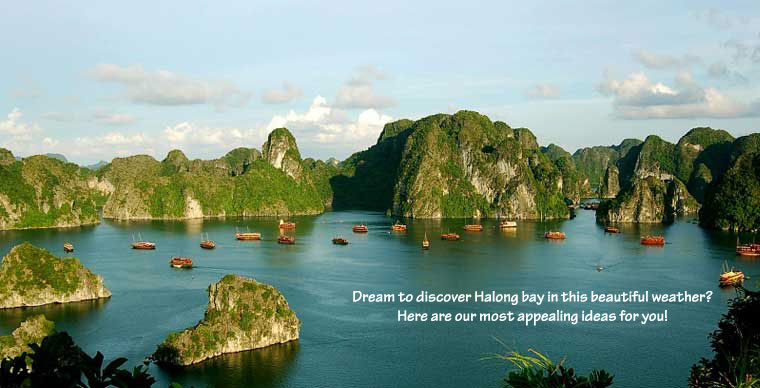 Dream to discover Halong bay in this beautiful weather?
Here are our most appealing ideas for you!